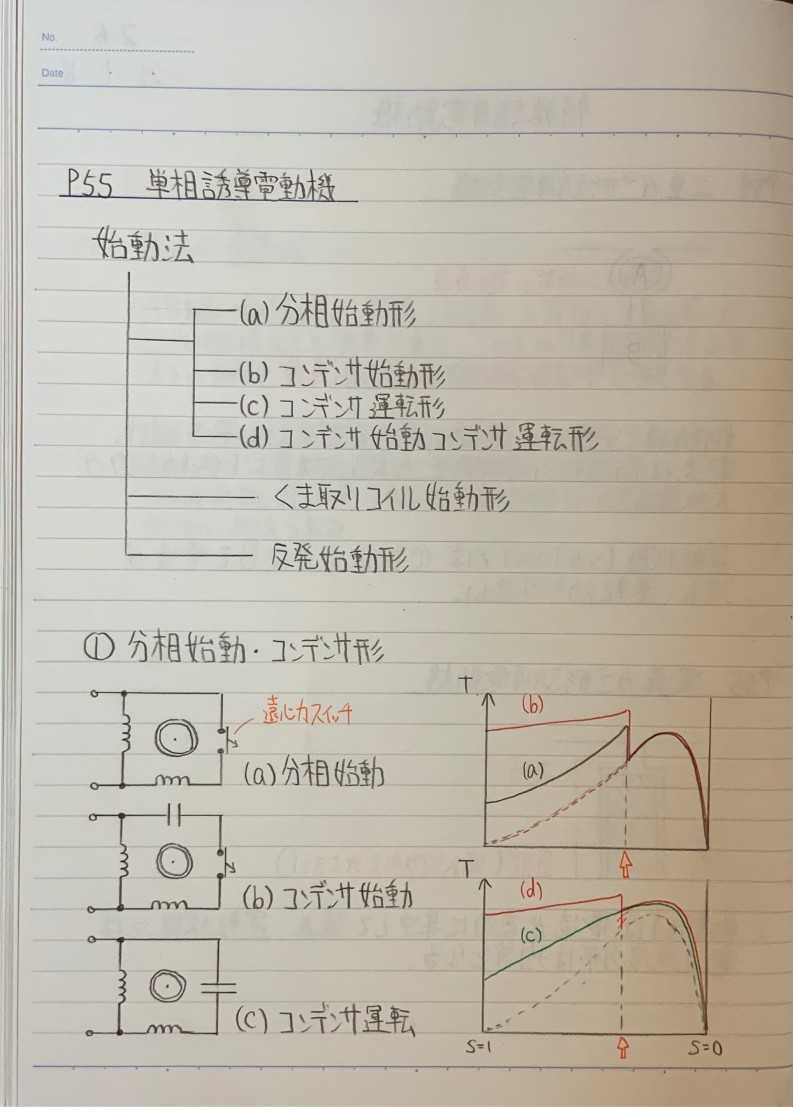 No.
Date
P55 単相誘導電動機
始動法
(a) 分相始動形
(b) コンデンサ始動形
(c) コンデンサ運転形
(d) コンデンサ始動コンデンサ運転形
くま取りコイル始動形
反発始動形
① 分相始動・コンデンサ形
遠心力スイッチ
(a) 分相始動
T
(b)
(a)
(b) コンデンサ始動
T
(d)
(c)
(c) コンデンサ運転
S=1
S=0